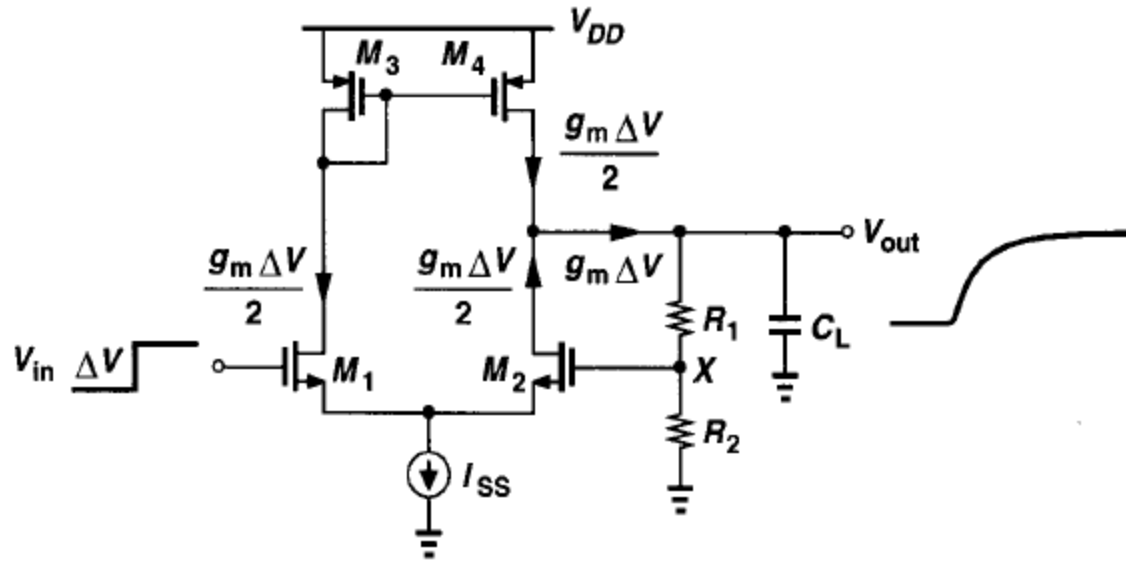 V_DD
M_3
M_4
g_m ΔV
2
V_out
g_m ΔV
2
g_m ΔV
2
g_m ΔV
R_1
C_L
V_in ΔV
M_1
M_2
X
R_2
I_SS